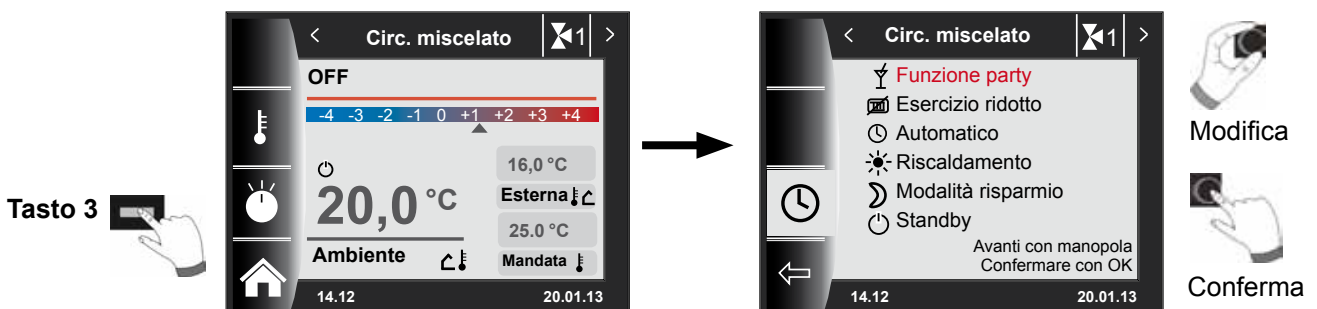 Tasto 3
< Circ. miscelato 1 >
OFF
-4 -3 -2 -1 0 +1 +2 +3 +4
16,0 °C
Esterna
20,0 °C
25.0 °C
Ambiente
Mandata
14.12 20.01.13
< Circ. miscelato 1 >
Funzione party
Esercizio ridotto
Automatico
Riscaldamento
Modalità risparmio
Standby
Avanti con manopola
Confermare con OK
14.12 20.01.13
Modifica
Conferma